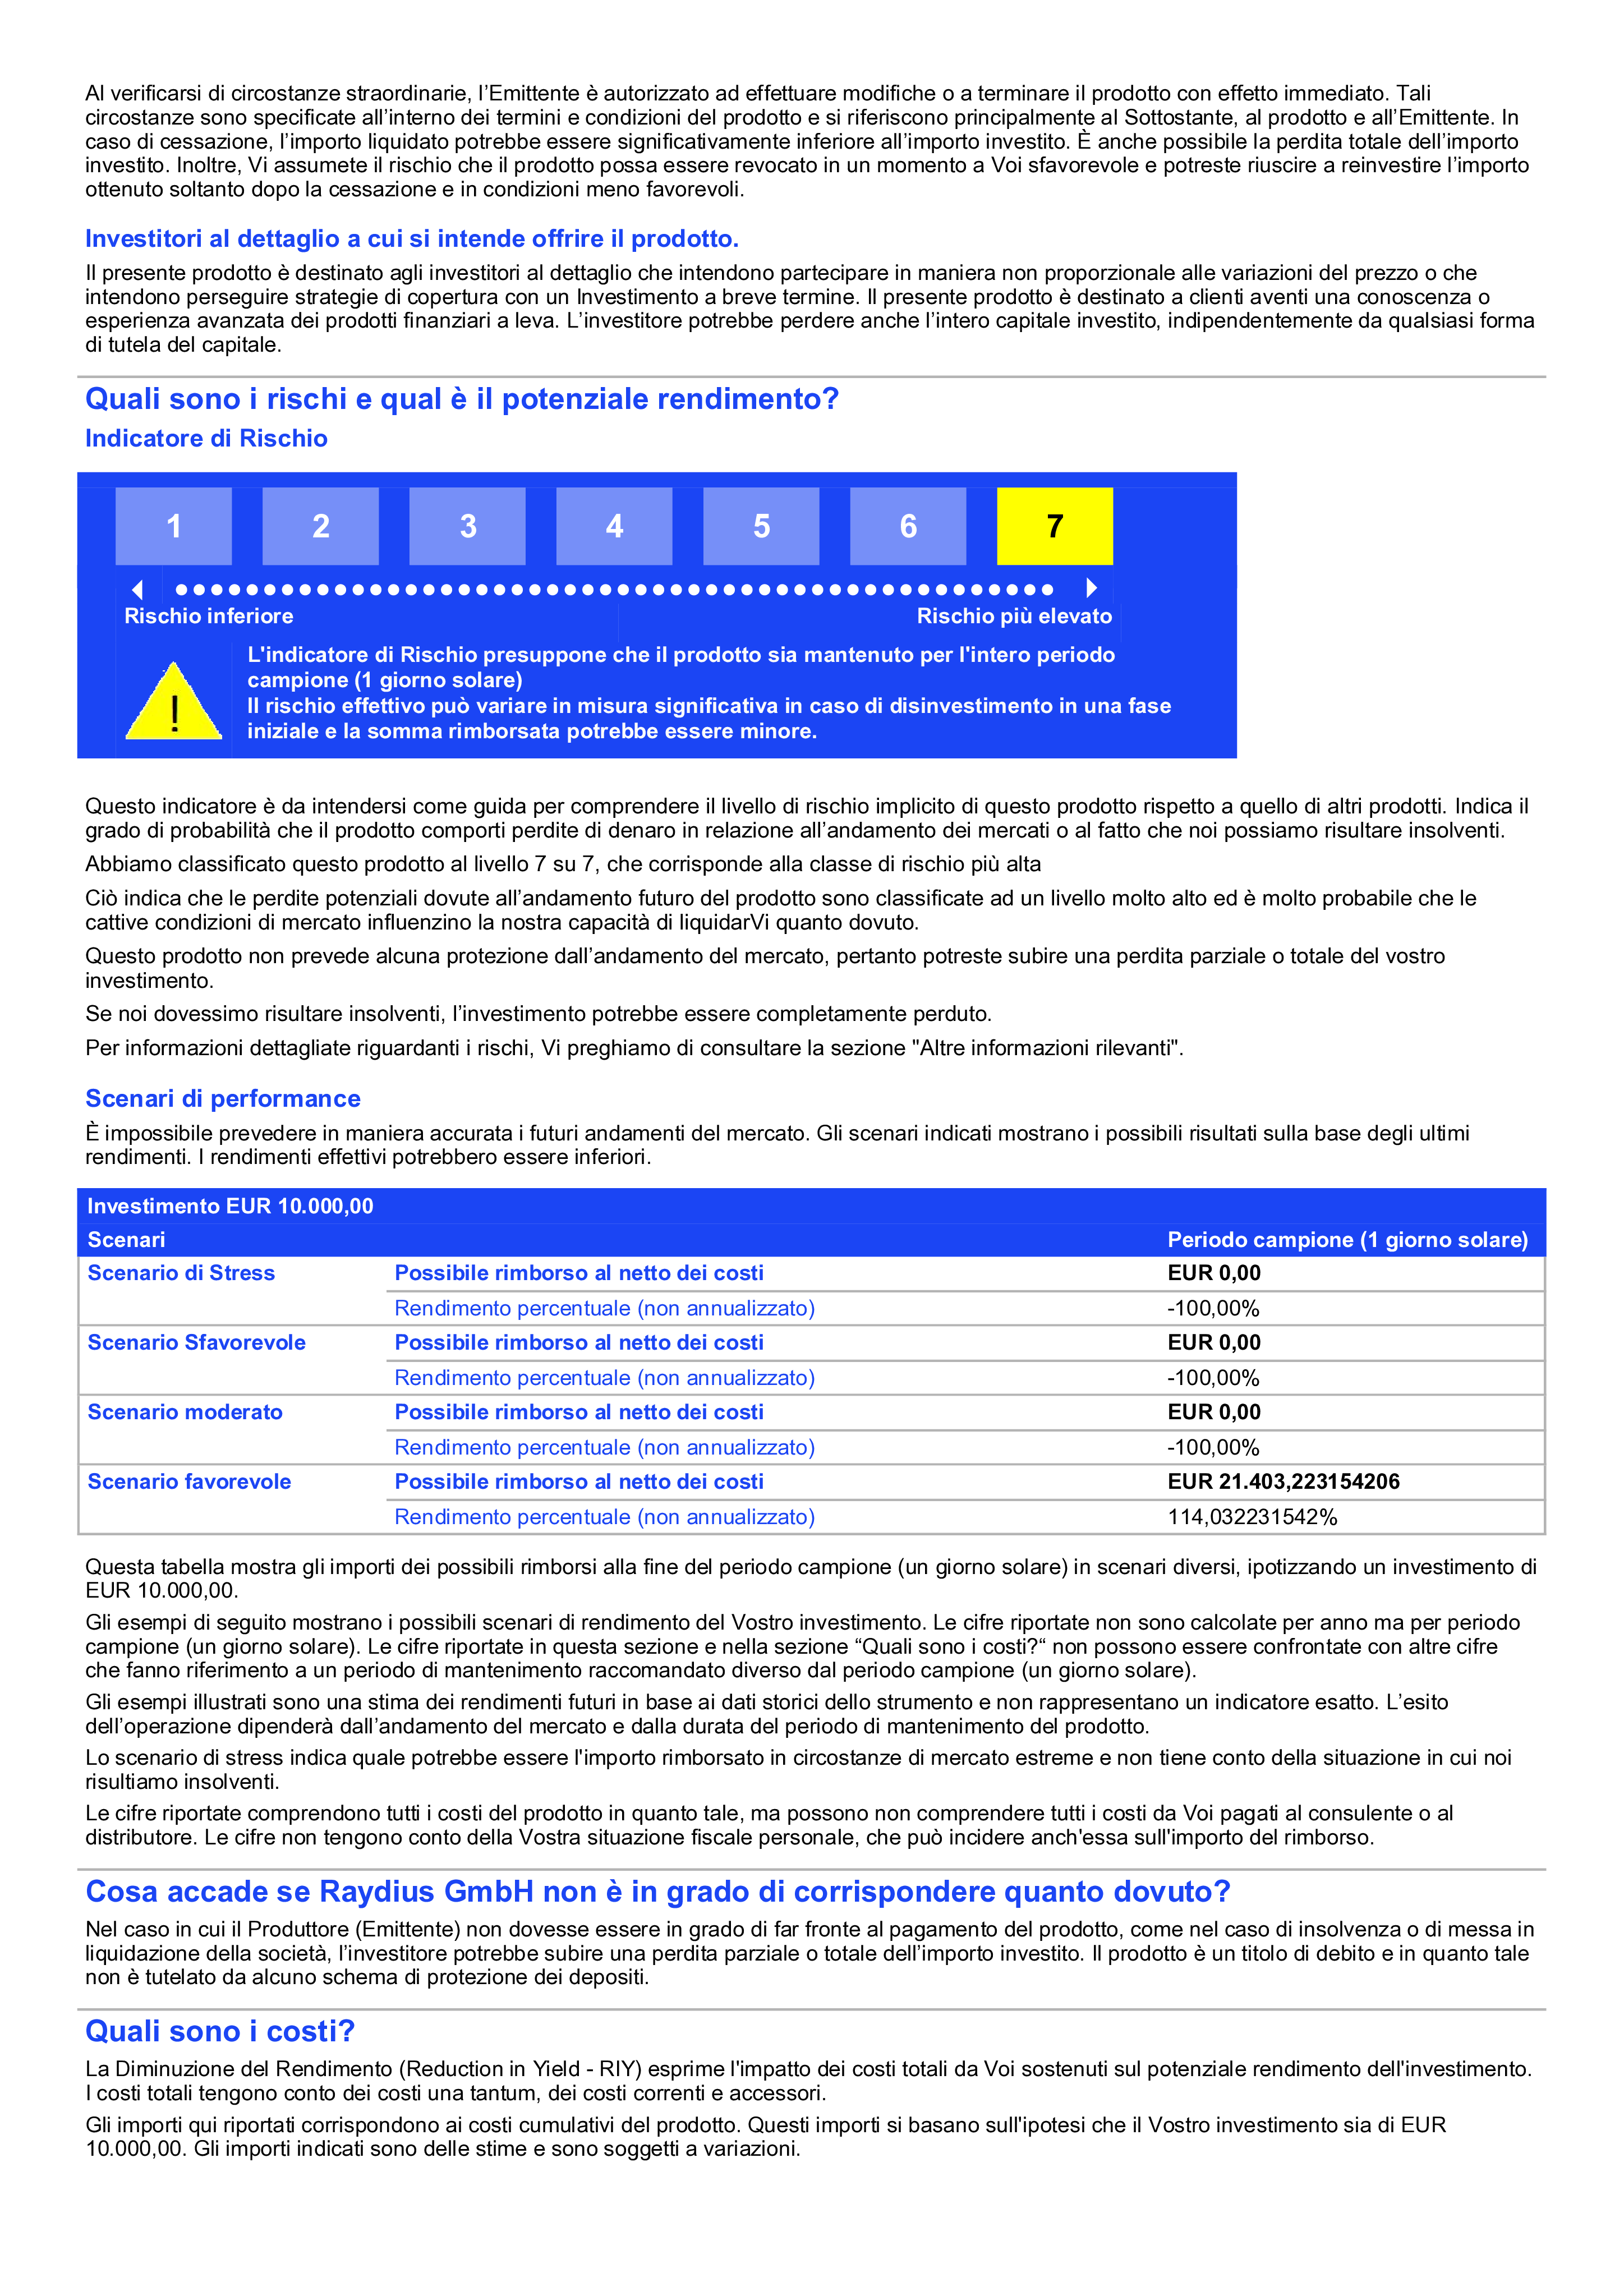 Al verificarsi di circostanze straordinarie, l’Emittente è autorizzato ad effettuare modifiche o a terminare il prodotto con effetto immediato. Tali
circostanze sono specificate all’interno dei termini e condizioni del prodotto e si riferiscono principalmente al Sottostante, al prodotto e all’Emittente. In
caso di cessazione, l’importo liquidato potrebbe essere significativamente inferiore all’importo investito. È anche possibile la perdita totale dell’importo
investito. Inoltre, Vi assumete il rischio che il prodotto possa essere revocato in un momento a Voi sfavorevole e potreste riuscire a reinvestire l’importo
ottenuto soltanto dopo la cessazione e in condizioni meno favorevoli.
Investitori al dettaglio a cui si intende offrire il prodotto.
Il presente prodotto è destinato agli investitori al dettaglio che intendono partecipare in maniera non proporzionale alle variazioni del prezzo o che
intendono perseguire strategie di copertura con un Investimento a breve termine. Il presente prodotto è destinato a clienti aventi una conoscenza o
esperienza avanzata dei prodotti finanziari a leva. L’investitore potrebbe perdere anche l’intero capitale investito, indipendentemente da qualsiasi forma
di tutela del capitale.
Quali sono i rischi e qual è il potenziale rendimento?
Indicatore di Rischio
1 2 3 4 5 6 7
Rischio inferiore Rischio più elevato
L'indicatore di Rischio presuppone che il prodotto sia mantenuto per l'intero periodo
campione (1 giorno solare)
Il rischio effettivo può variare in misura significativa in caso di disinvestimento in una fase
iniziale e la somma rimborsata potrebbe essere minore.
!
Questo indicatore è da intendersi come guida per comprendere il livello di rischio implicito di questo prodotto rispetto a quello di altri prodotti. Indica il
grado di probabilità che il prodotto comporti perdite di denaro in relazione all’andamento dei mercati o al fatto che noi possiamo risultare insolventi.
Abbiamo classificato questo prodotto al livello 7 su 7, che corrisponde alla classe di rischio più alta
Ciò indica che le perdite potenziali dovute all’andamento futuro del prodotto sono classificate ad un livello molto alto ed è molto probabile che le
cattive condizioni di mercato influenzino la nostra capacità di liquidarVi quanto dovuto.
Questo prodotto non prevede alcuna protezione dall’andamento del mercato, pertanto potreste subire una perdita parziale o totale del vostro
investimento.
Se noi dovessimo risultare insolventi, l’investimento potrebbe essere completamente perduto.
Per informazioni dettagliate riguardanti i rischi, Vi preghiamo di consultare la sezione "Altre informazioni rilevanti".
Scenari di performance
È impossibile prevedere in maniera accurata i futuri andamenti del mercato. Gli scenari indicati mostrano i possibili risultati sulla base degli ultimi
rendimenti. I rendimenti effettivi potrebbero essere inferiori.
Investimento EUR 10.000,00
Scenari Periodo campione (1 giorno solare)
Scenario di Stress Possibile rimborso al netto dei costi EUR 0,00
Rendimento percentuale (non annualizzato) -100,00%
Scenario Sfavorevole Possibile rimborso al netto dei costi EUR 0,00
Rendimento percentuale (non annualizzato) -100,00%
Scenario moderato Possibile rimborso al netto dei costi EUR 0,00
Rendimento percentuale (non annualizzato) -100,00%
Scenario favorevole Possibile rimborso al netto dei costi EUR 21.403,223154206
Rendimento percentuale (non annualizzato) 114,032231542%
Questa tabella mostra gli importi dei possibili rimborsi alla fine del periodo campione (un giorno solare) in scenari diversi, ipotizzando un investimento di
EUR 10.000,00.
Gli esempi di seguito mostrano i possibili scenari di rendimento del Vostro investimento. Le cifre riportate non sono calcolate per anno ma per periodo
campione (un giorno solare). Le cifre riportate in questa sezione e nella sezione “Quali sono i costi?“ non possono essere confrontate con altre cifre
che fanno riferimento a un periodo di mantenimento raccomandato diverso dal periodo campione (un giorno solare).
Gli esempi illustrati sono una stima dei rendimenti futuri in base ai dati storici dello strumento e non rappresentano un indicatore esatto. L’esito
dell’operazione dipenderà dall’andamento del mercato e dalla durata del periodo di mantenimento del prodotto.
Lo scenario di stress indica quale potrebbe essere l'importo rimborsato in circostanze di mercato estreme e non tiene conto della situazione in cui noi
risultiamo insolventi.
Le cifre riportate comprendono tutti i costi del prodotto in quanto tale, ma possono non comprendere tutti i costi da Voi pagati al consulente o al
distributore. Le cifre non tengono conto della Vostra situazione fiscale personale, che può incidere anch'essa sull'importo del rimborso.
Cosa accade se Raydius GmbH non è in grado di corrispondere quanto dovuto?
Nel caso in cui il Produttore (Emittente) non dovesse essere in grado di far fronte al pagamento del prodotto, come nel caso di insolvenza o di messa in
liquidazione della società, l’investitore potrebbe subire una perdita parziale o totale dell’importo investito. Il prodotto è un titolo di debito e in quanto tale
non è tutelato da alcuno schema di protezione dei depositi.
Quali sono i costi?
La Diminuzione del Rendimento (Reduction in Yield - RIY) esprime l'impatto dei costi totali da Voi sostenuti sul potenziale rendimento dell'investimento.
I costi totali tengono conto dei costi una tantum, dei costi correnti e accessori.
Gli importi qui riportati corrispondono ai costi cumulativi del prodotto. Questi importi si basano sull'ipotesi che il Vostro investimento sia di EUR
10.000,00. Gli importi indicati sono delle stime e sono soggetti a variazioni.